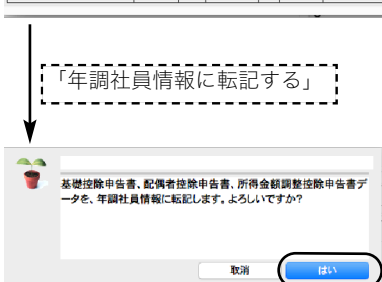 「年調社員情報に転記する」
基礎控除申告書、配偶者控除申告書、所得金額調整控除申告書デ
ータを、年調社員情報に転記します。よろしいですか?
取消
はい